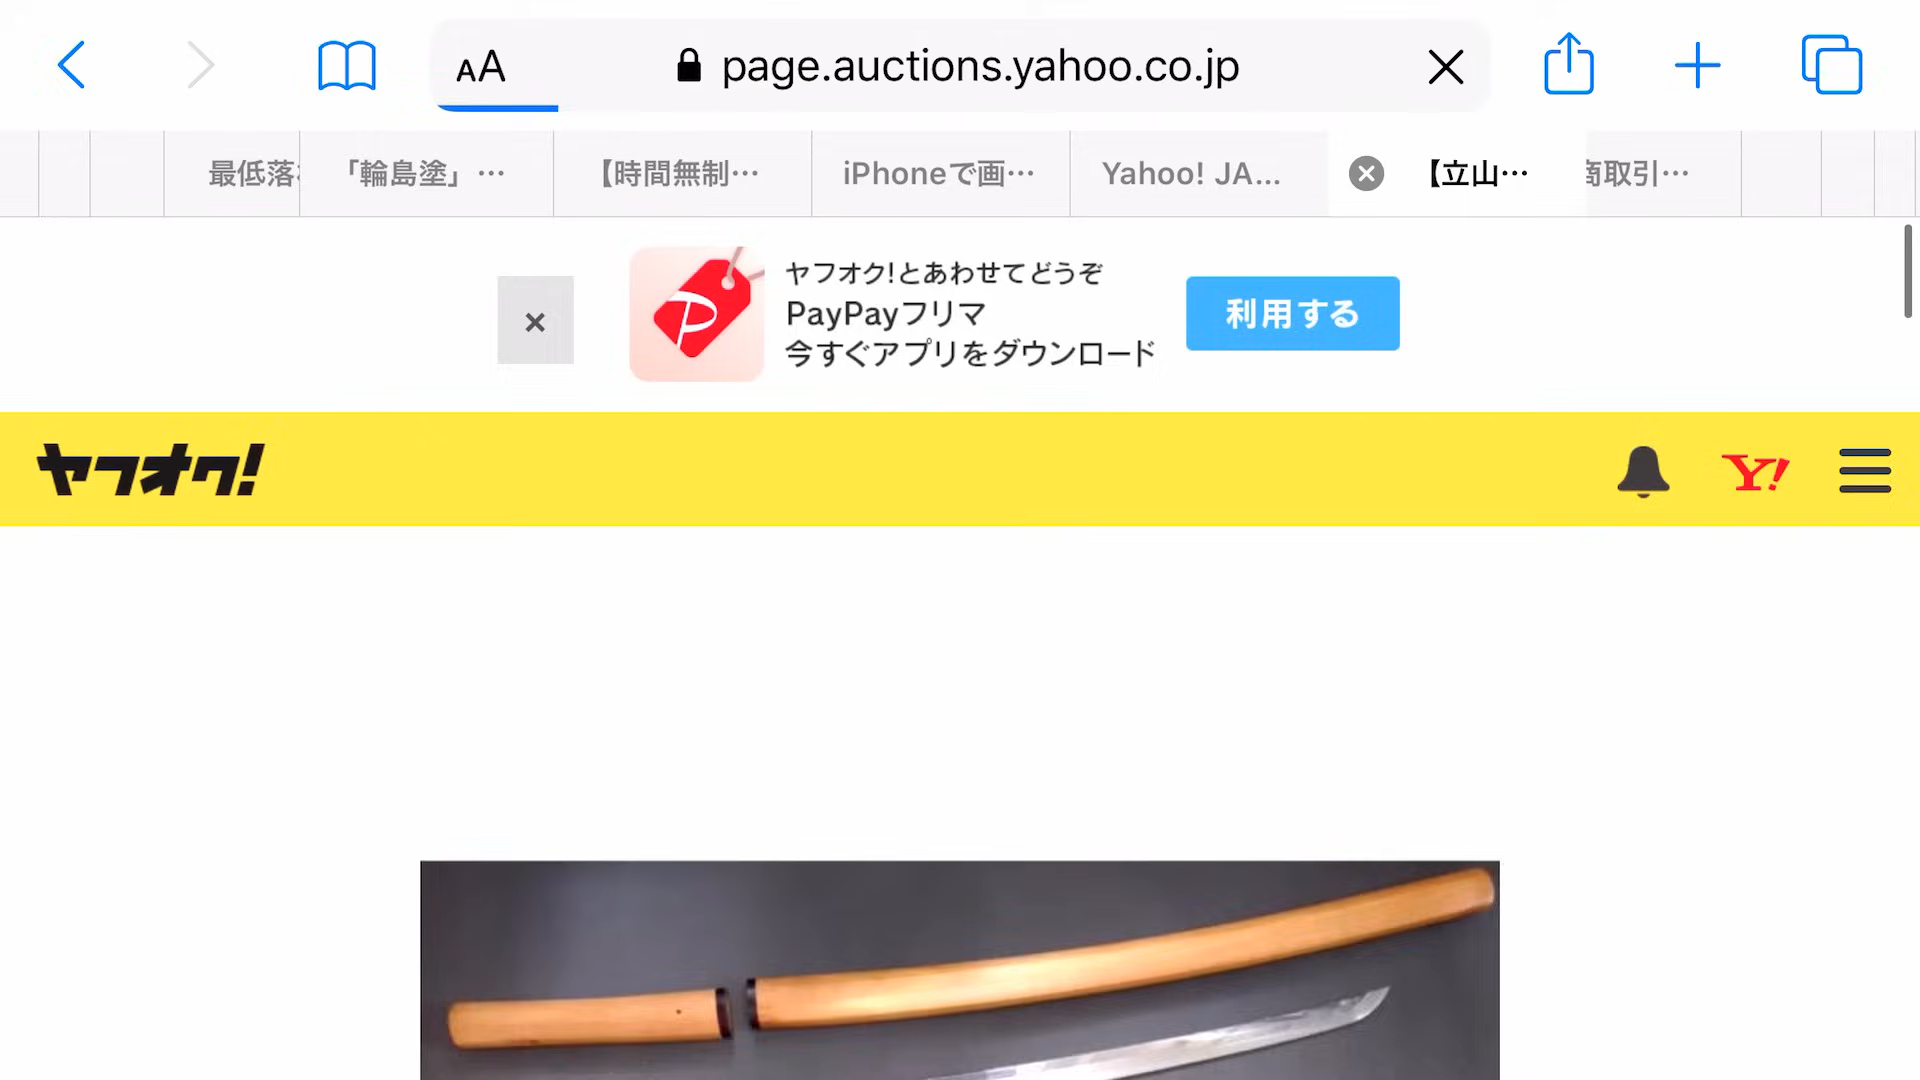 AA page.auctions.yahoo.co.jp
最低落 「輪島塗」… 【時間無制… iPhoneで画… Yahoo! JA... 【立山… 商取引…
ヤフオク!とあわせてどうぞ
PayPayフリマ
今すぐアプリをダウンロード
利用する
ヤフオク! Y!